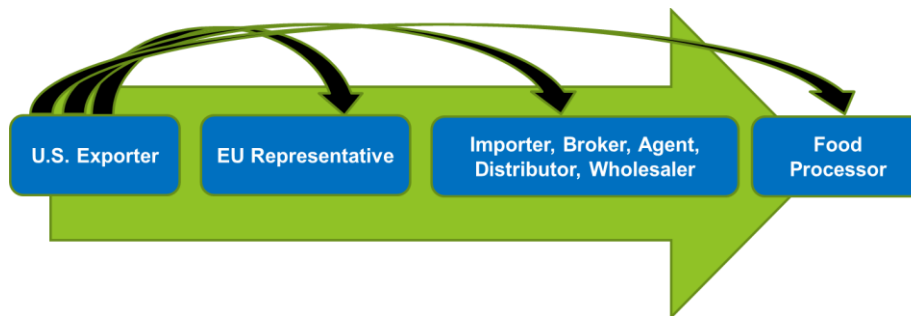 U.S. Exporter
EU Representative
Importer, Broker, Agent,
Distributor, Wholesaler
Food
Processor